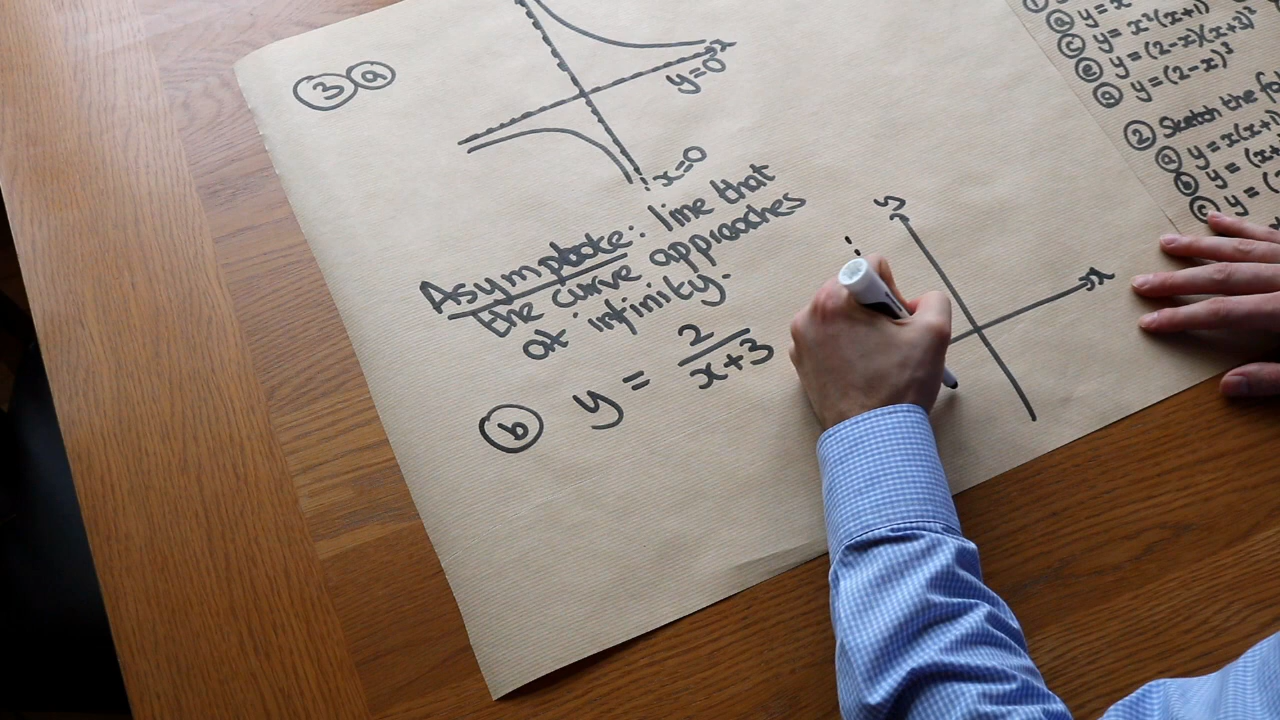 3 a
x
y=0
x=0
Asymptote: line that
the curve approaches
at infinity.
b y = 2/x+3
y
x
d y=x
c y=x²(x+1)
e y=(2-x)(x+3)²
g y=(2-x)³
2 Sketch the fo
a y=x(x+1)
b y=(x+
c y=(